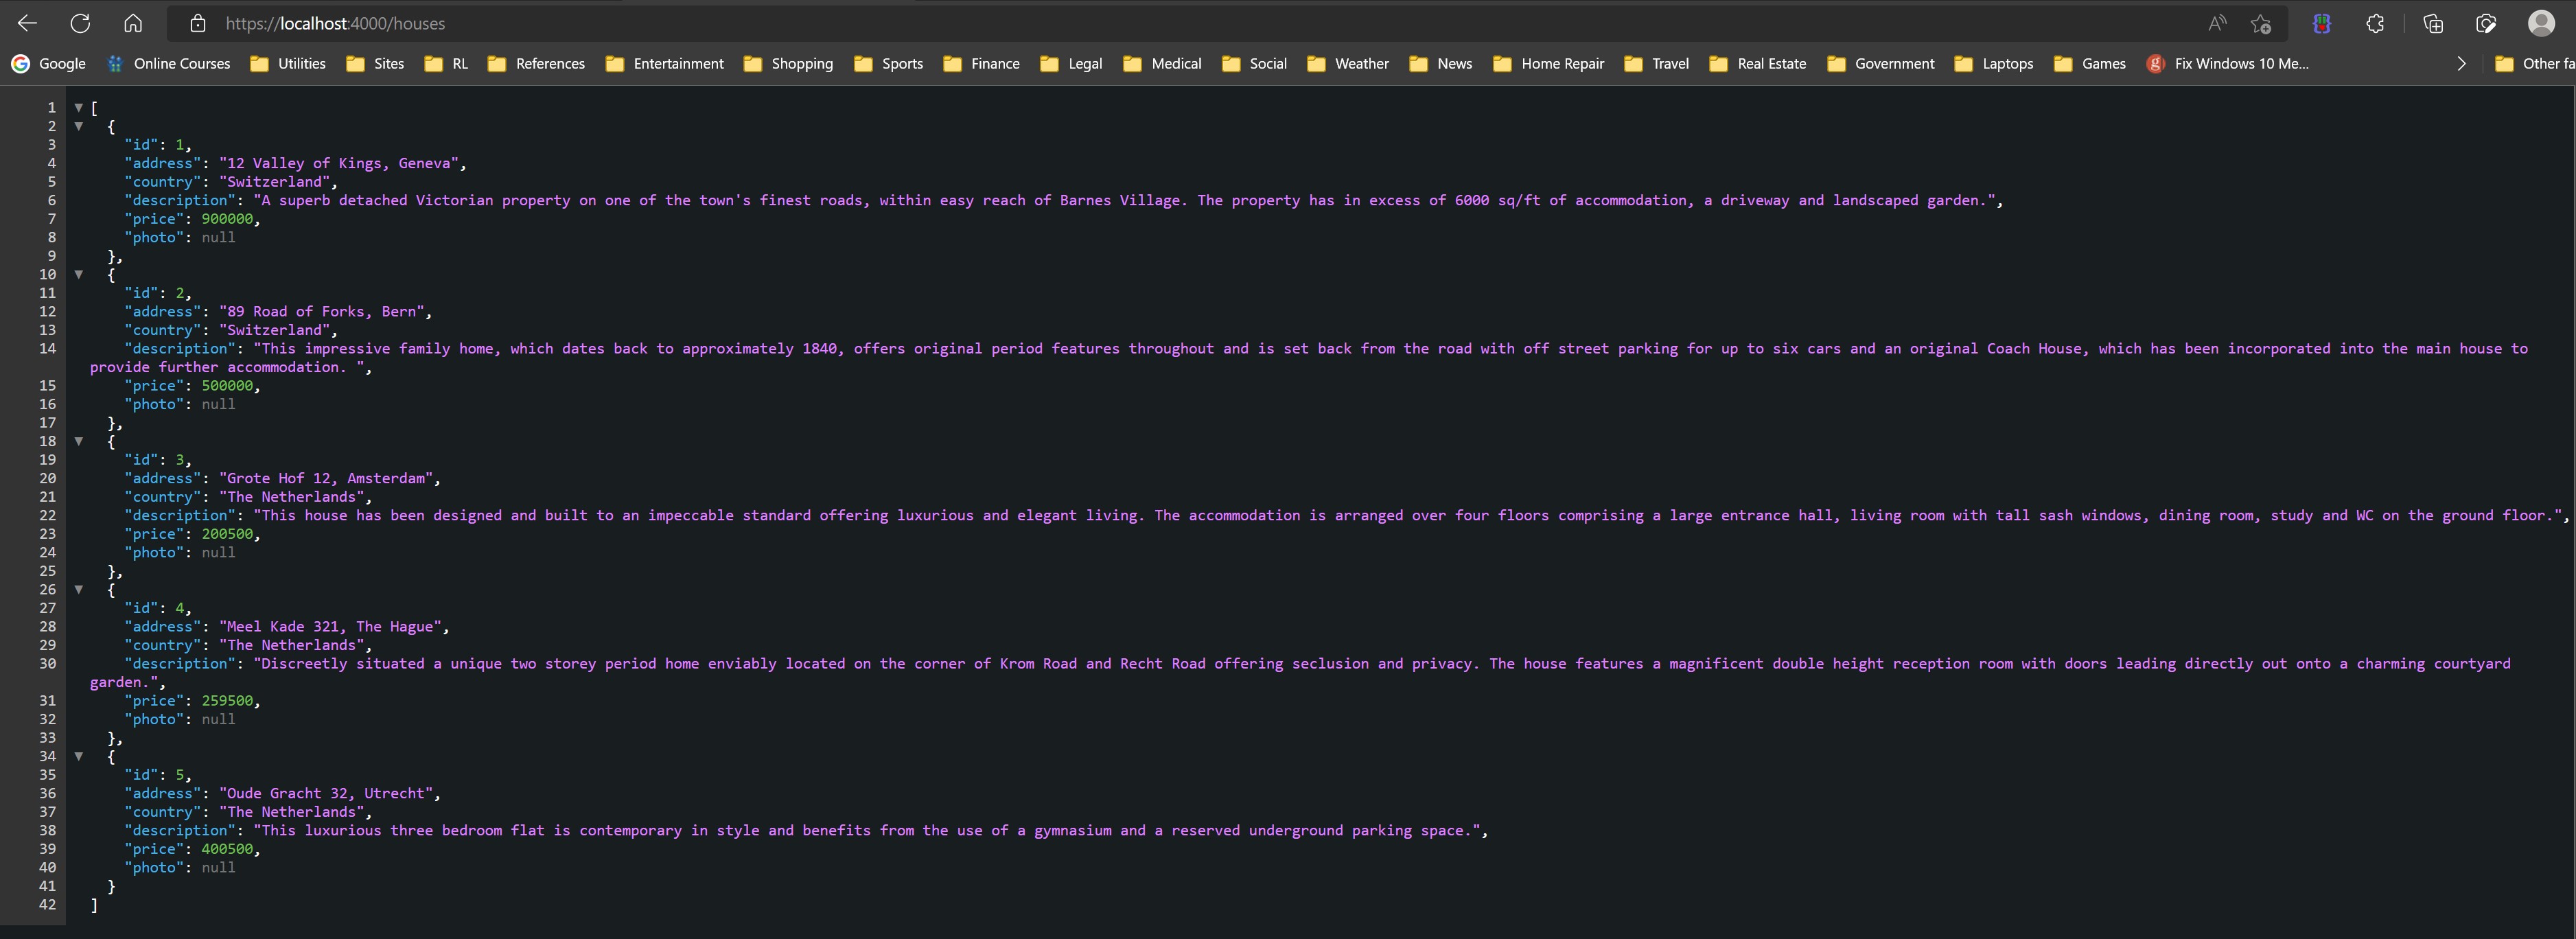 https://localhost:4000/houses
Google Online Courses Utilities Sites RL References Entertainment Shopping Sports Finance Legal Medical Social Weather News Home Repair Travel Real Estate Government Laptops Games Fix Windows 10 Me... Other fa
1 [
2 {
3 "id": 1,
4 "address": "12 Valley of Kings, Geneva",
5 "country": "Switzerland",
6 "description": "A superb detached Victorian property on one of the town's finest roads, within easy reach of Barnes Village. The property has in excess of 6000 sq/ft of accommodation, a driveway and landscaped garden.",
7 "price": 900000,
8 "photo": null
9 },
10 {
11 "id": 2,
12 "address": "89 Road of Forks, Bern",
13 "country": "Switzerland",
14 "description": "This impressive family home, which dates back to approximately 1840, offers original period features throughout and is set back from the road with off street parking for up to six cars and an original Coach House, which has been incorporated into the main house to
provide further accommodation. ",
15 "price": 500000,
16 "photo": null
17 },
18 {
19 "id": 3,
20 "address": "Grote Hof 12, Amsterdam",
21 "country": "The Netherlands",
22 "description": "This house has been designed and built to an impeccable standard offering luxurious and elegant living. The accommodation is arranged over four floors comprising a large entrance hall, living room with tall sash windows, dining room, study and WC on the ground floor.",
23 "price": 200500,
24 "photo": null
25 },
26 {
27 "id": 4,
28 "address": "Meel Kade 321, The Hague",
29 "country": "The Netherlands",
30 "description": "Discreetly situated a unique two storey period home enviably located on the corner of Krom Road and Recht Road offering seclusion and privacy. The house features a magnificent double height reception room with doors leading directly out onto a charming courtyard
garden.",
31 "price": 259500,
32 "photo": null
33 },
34 {
35 "id": 5,
36 "address": "Oude Gracht 32, Utrecht",
37 "country": "The Netherlands",
38 "description": "This luxurious three bedroom flat is contemporary in style and benefits from the use of a gymnasium and a reserved underground parking space.",
39 "price": 400500,
40 "photo": null
41 }
42 ]